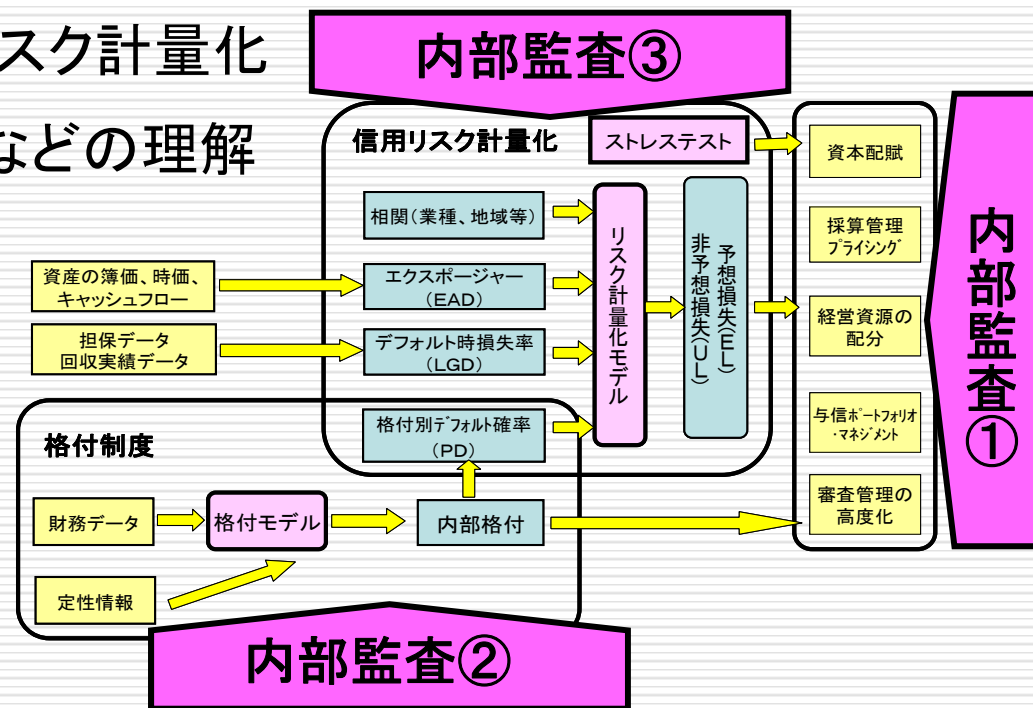 スク計量化
などの理解
内部監査③
信用リスク計量化
ストレステスト
相関(業種、地域等)
エクスポージャー
(EAD)
デフォルト時損失率
(LGD)
格付別ﾃﾞﾌｫﾙﾄ確率
(PD)
資産の簿価、時価、
キャッシュフロー
担保データ
回収実績データ
リスク計量化モデル
予想損失(EL)
非予想損失(UL)
資本配賦
採算管理
ﾌﾟﾗｲｼﾝｸﾞ
経営資源の
配分
与信ﾎﾟｰﾄﾌｫﾘｵ
･ﾏﾈｼﾞﾒﾝﾄ
審査管理の
高度化
内部監査①
格付制度
財務データ
格付モデル
内部格付
定性情報
内部監査②